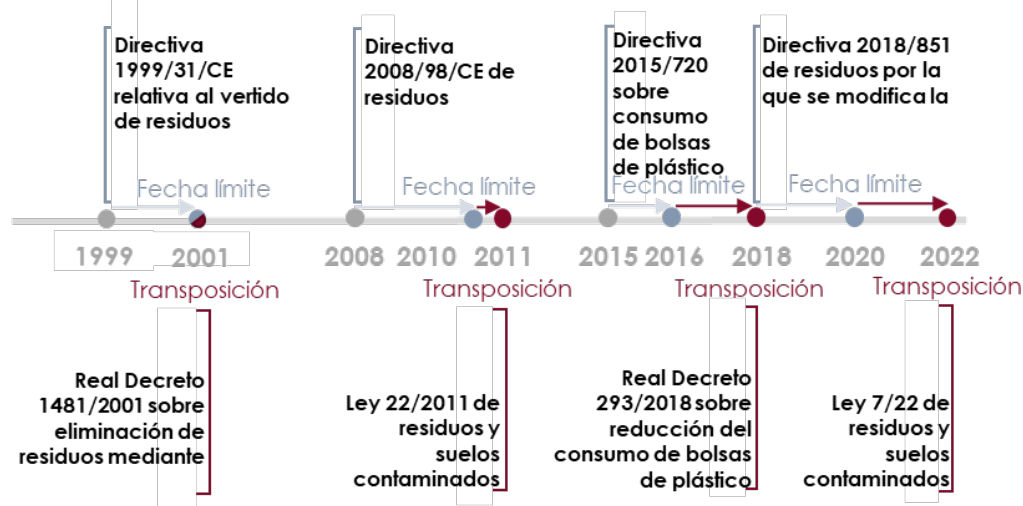 Directiva
1999/31/CE
relativa al vertido
de residuos
Directiva
2008/98/CE de
residuos
Directiva
2015/720
sobre
consumo
de bolsas
de plástico
Directiva 2018/851
de residuos por la
que se modifica la
Fecha límite
Fecha límite
Fecha límite
Fecha límite
1999
2001
2008
2010
2011
2015
2016
2018
2020
2022
Transposición
Transposición
Transposición
Transposición
Real Decreto
1481/2001 sobre
eliminación de
residuos mediante
Ley 22/2011 de
residuos y
suelos
contaminados
Real Decreto
293/2018 sobre
reducción del
consumo de bolsas
de plástico
Ley 7/22 de
residuos y
suelos
contaminados